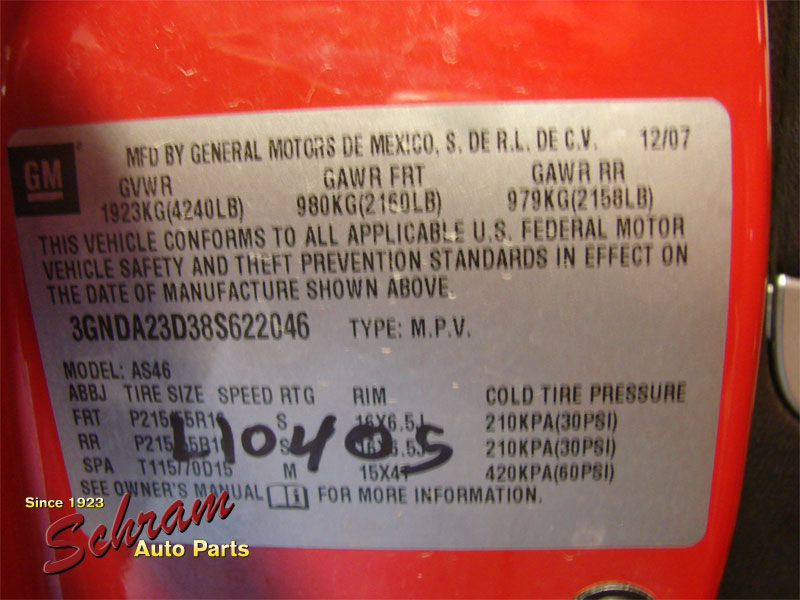 MFD BY GENERAL MOTORS DE MEXICO, S. DE R.L. DE C.V. 12/07
GM
GVWR GAWR FRT GAWR RR
1923KG(4240LB) 980KG(2160LB) 979KG(2158LB)
THIS VEHICLE CONFORMS TO ALL APPLICABLE U.S. FEDERAL MOTOR
VEHICLE SAFETY AND THEFT PREVENTION STANDARDS IN EFFECT ON
THE DATE OF MANUFACTURE SHOWN ABOVE.
3GNDA23D38S622046 TYPE: M.P.V.
MODEL: AS46
ABBJ TIRE SIZE SPEED RTG RIM COLD TIRE PRESSURE
FRT S 16X6.5J 210KPA(30PSI)
RR S 210KPA(30PSI)
SPA T115/70D15 M 420KPA(60PSI)
L10405
SEE OWNER'S MANUAL FOR MORE INFORMATION.
Since 1923
Schram
Auto Parts